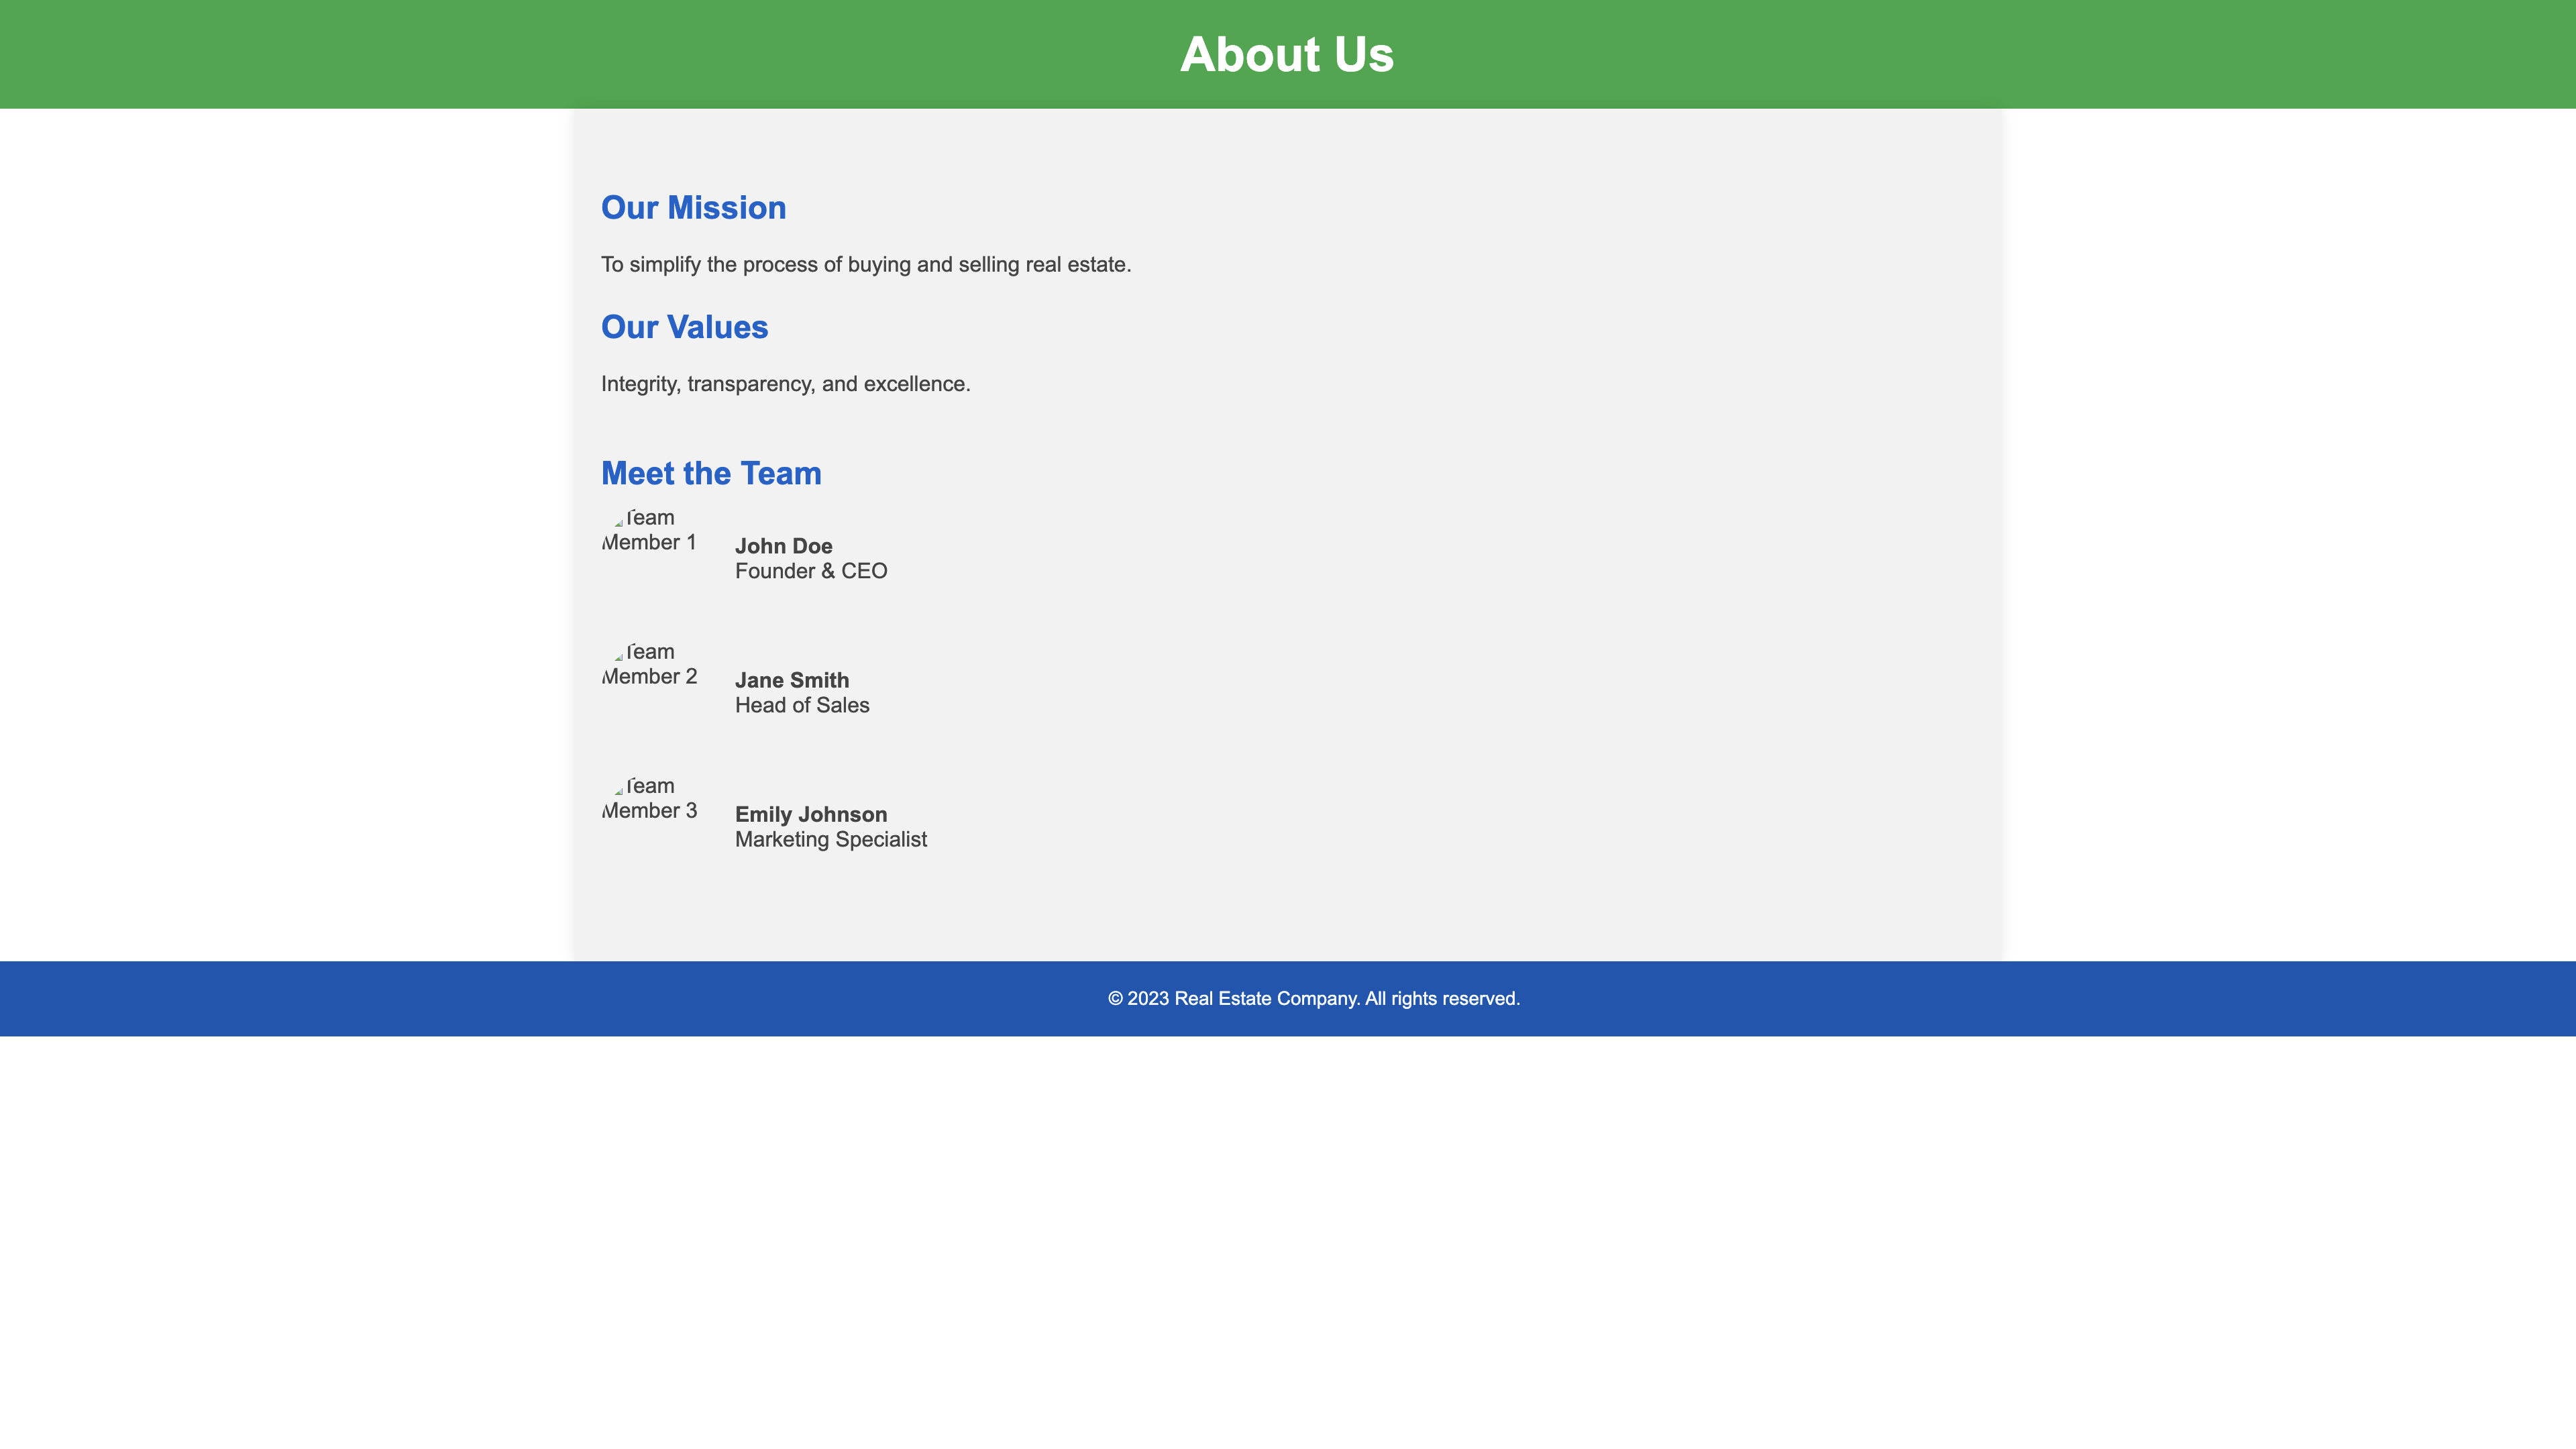 About Us
Our Mission
To simplify the process of buying and selling real estate.
Our Values
Integrity, transparency, and excellence.
Meet the Team
Team
Member 1
John Doe
Founder & CEO
Team
Member 2
Jane Smith
Head of Sales
Team
Member 3
Emily Johnson
Marketing Specialist
© 2023 Real Estate Company. All rights reserved.